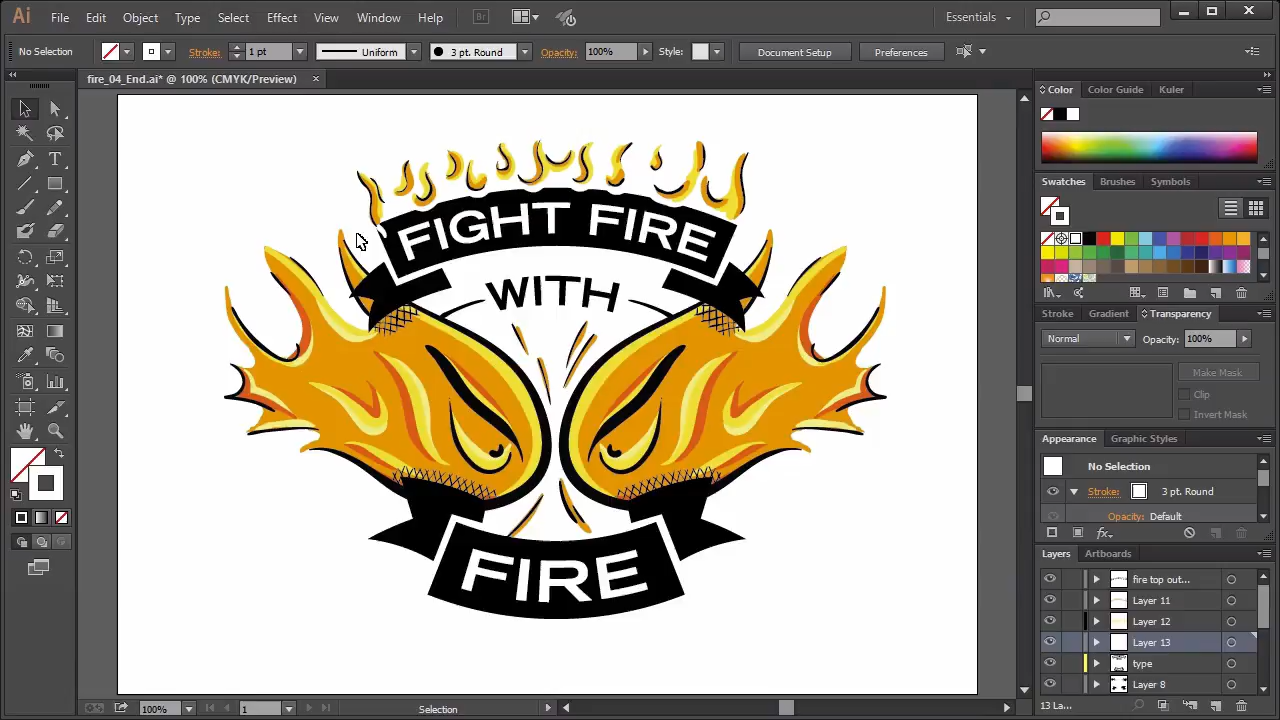 Ai File Edit Object Type Select Effect View Window Help Br Essentials
No Selection Stroke: 1 pt Uniform 3 pt. Round Opacity: 100% Style: Document Setup Preferences
fire_04_End.ai* @ 100% (CMYK/Preview)
FIGHT FIRE
WITH
FIRE
Color Color Guide Kuler
Swatches Brushes Symbols
Stroke Gradient Transparency
Normal Opacity: 100%
Make Mask
Clip
Invert Mask
Appearance Graphic Styles
No Selection
Stroke: 3 pt. Round
Opacity: Default
fx
Layers Artboards
fire top out...
Layer 11
Layer 12
Layer 13
type
Layer 8
13 La...
100% 1 Selection